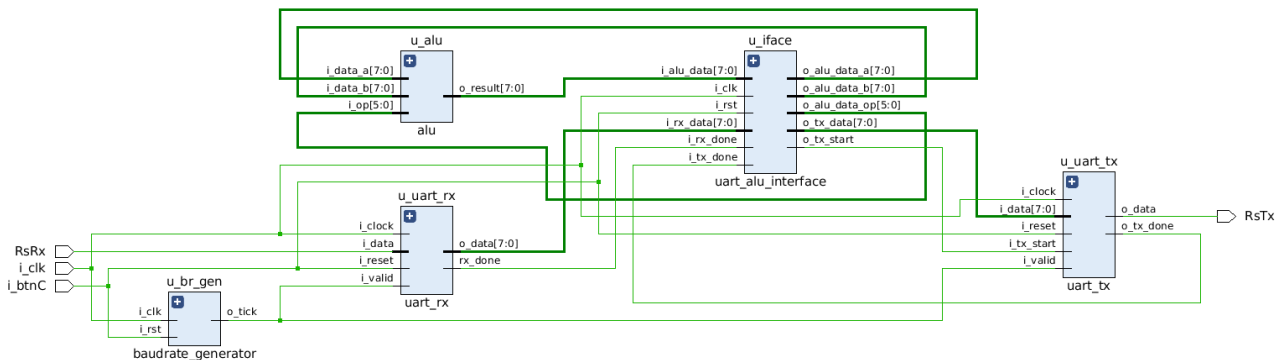 u_alu
i_data_a[7:0]
i_data_b[7:0]
i_op[5:0]
o_result[7:0]
alu
u_iface
i_alu_data[7:0]
i_clk
i_rst
i_rx_data[7:0]
i_rx_done
i_tx_done
o_alu_data_a[7:0]
o_alu_data_b[7:0]
o_alu_data_op[5:0]
o_tx_data[7:0]
o_tx_start
uart_alu_interface
u_uart_tx
i_clock
i_data[7:0]
i_reset
i_tx_start
i_valid
o_data
o_tx_done
uart_tx
RsTx
u_uart_rx
i_clock
i_data
i_reset
i_valid
o_data[7:0]
rx_done
uart_rx
RsRx
i_clk
i_btnC
u_br_gen
i_clk
i_rst
o_tick
baudrate_generator